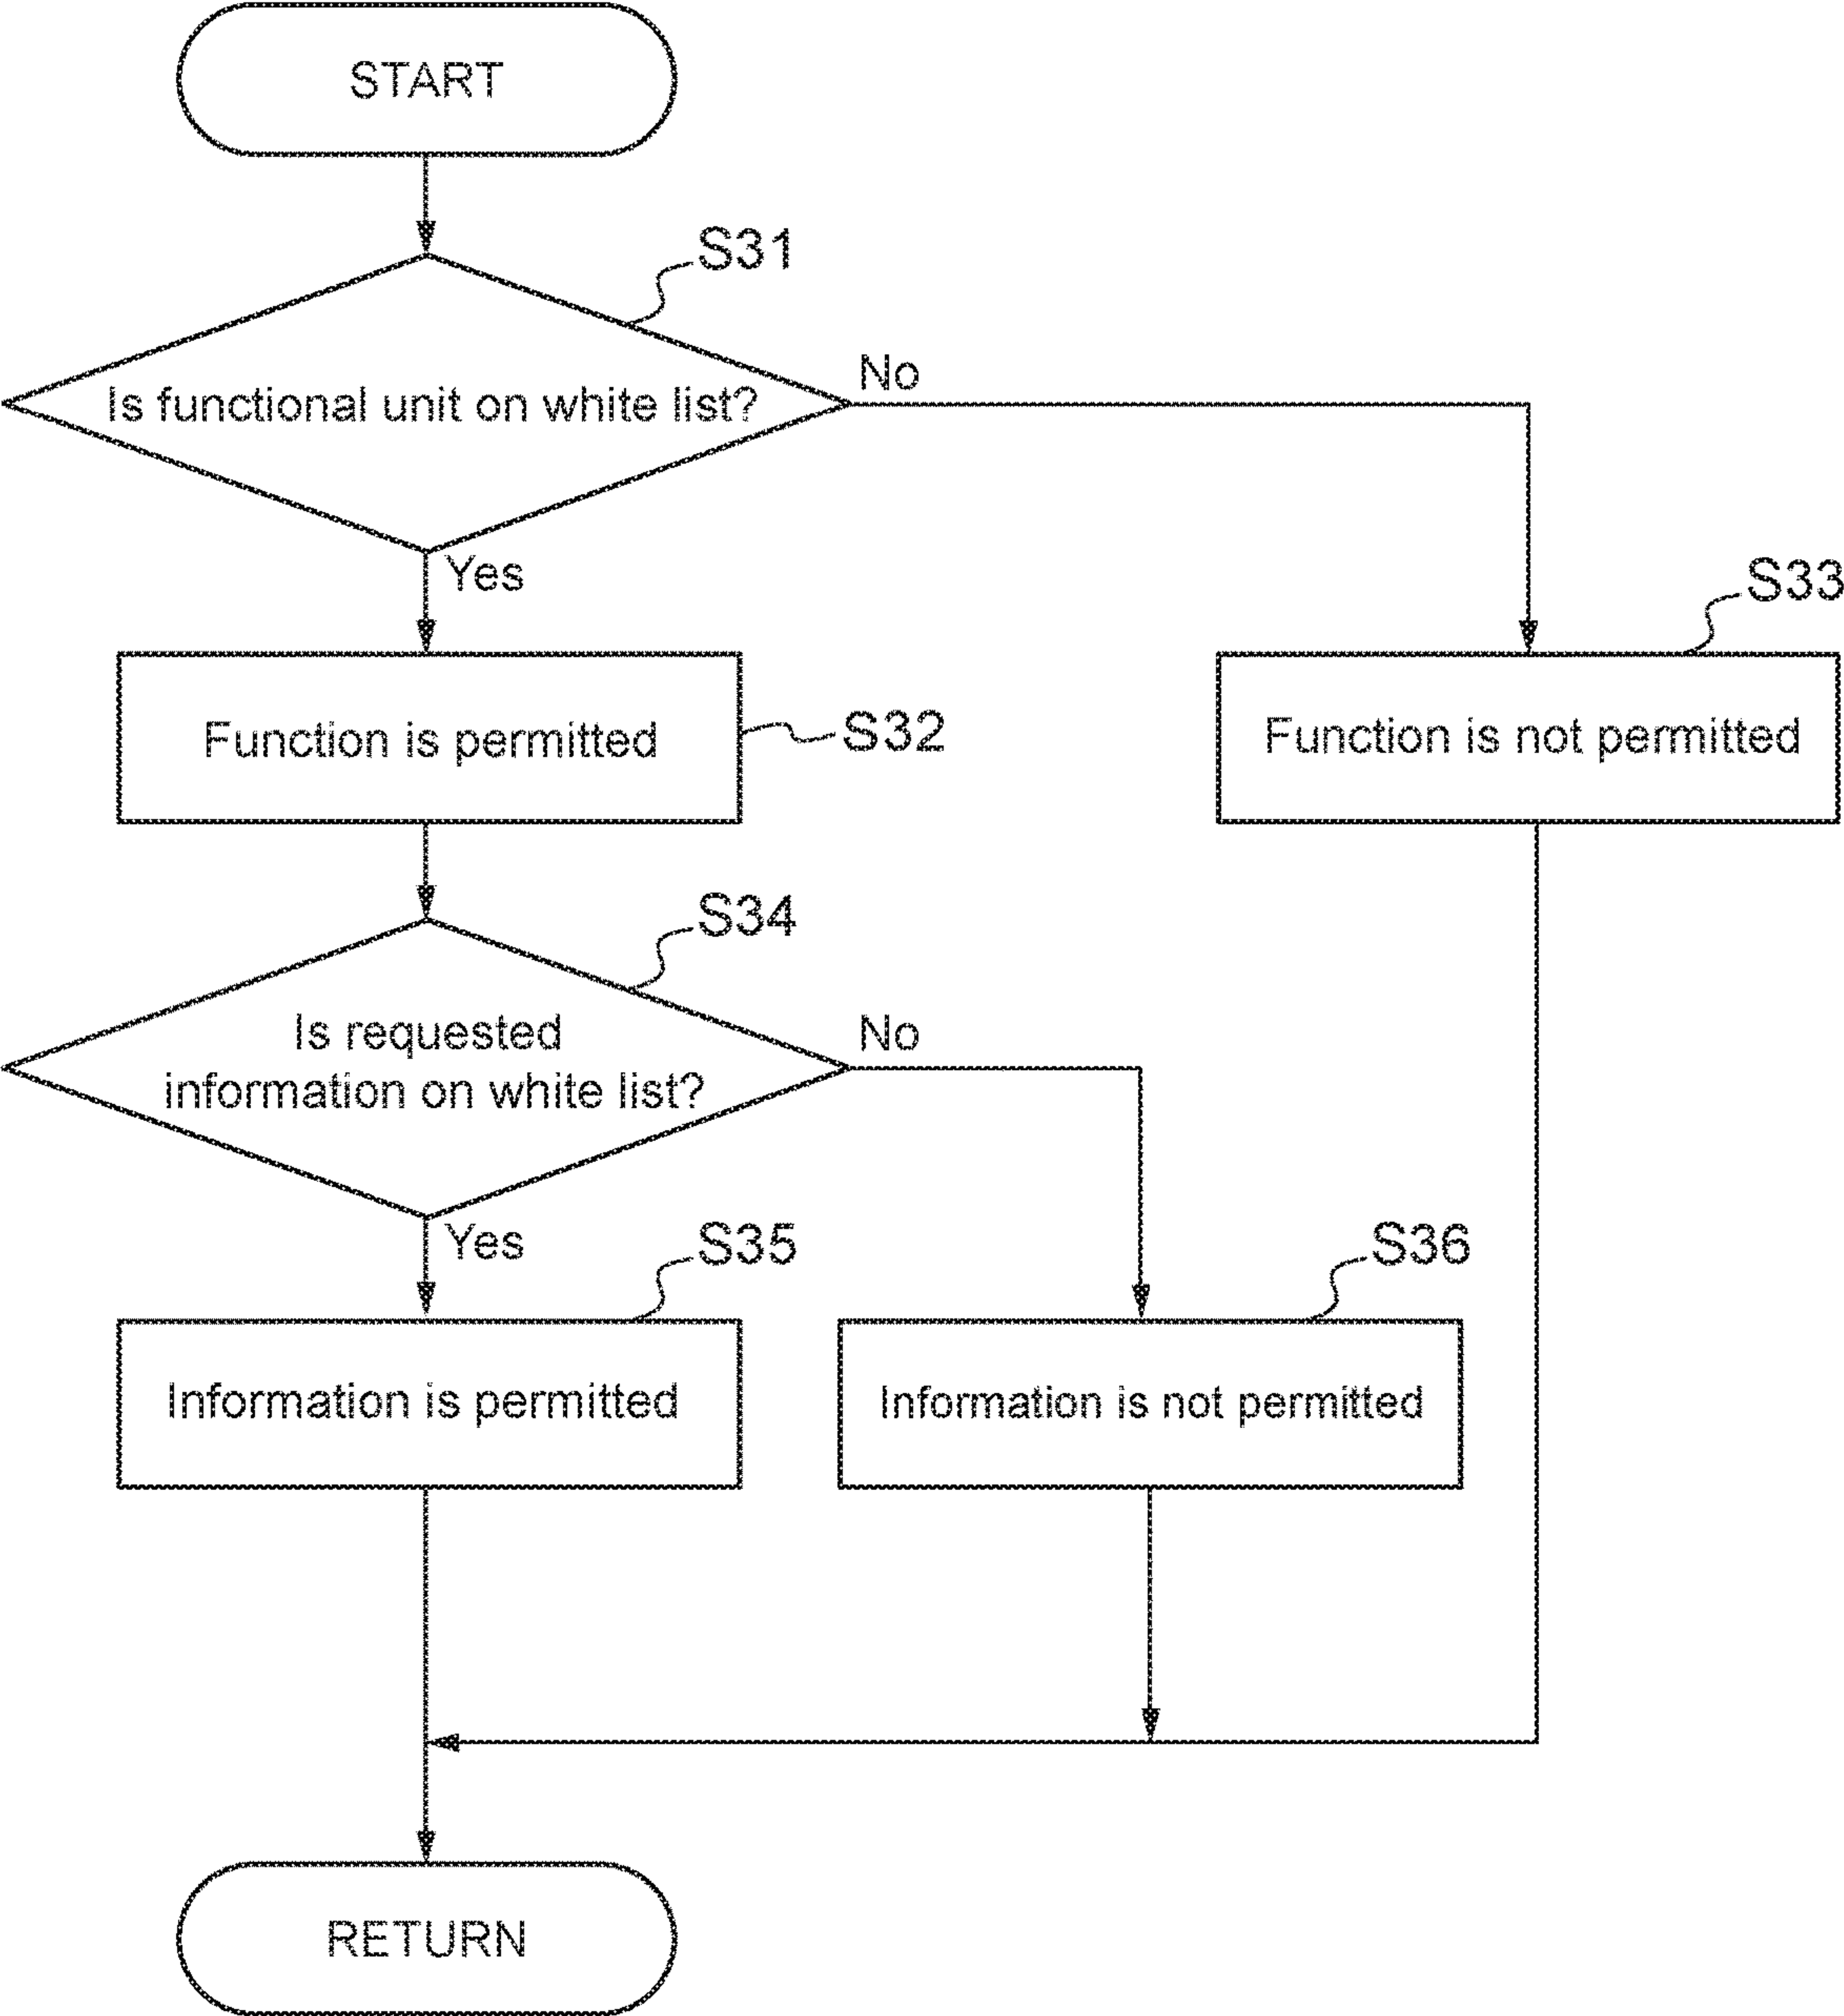 START
S31
Is functional unit on white list?
No
Yes
S33
Function is permitted
S32
Function is not permitted
S34
Is requested
information on white list?
No
Yes
S35
S36
Information is permitted
Information is not permitted
RETURN